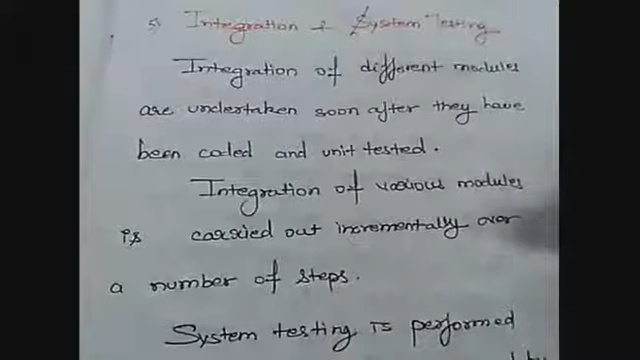 5) Integration + System Testing
Integration of different modules
are undertaken soon after they have
been coded and unit tested.
Integration of various modules
is carried out incrementally over
a number of steps.
System testing is performed